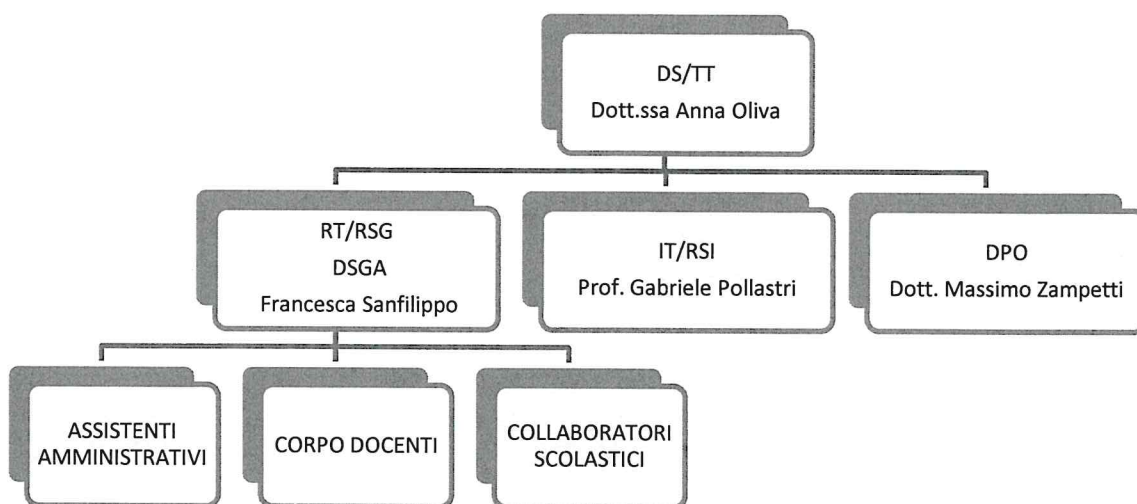 DS/TT
Dott.ssa Anna Oliva
RT/RSG
DSGA
Francesca Sanfilippo
IT/RSI
Prof. Gabriele Pollastri
DPO
Dott. Massimo Zampetti
ASSISTENTI
AMMINISTRATIVI
CORPO DOCENTI
COLLABORATORI
SCOLASTICI